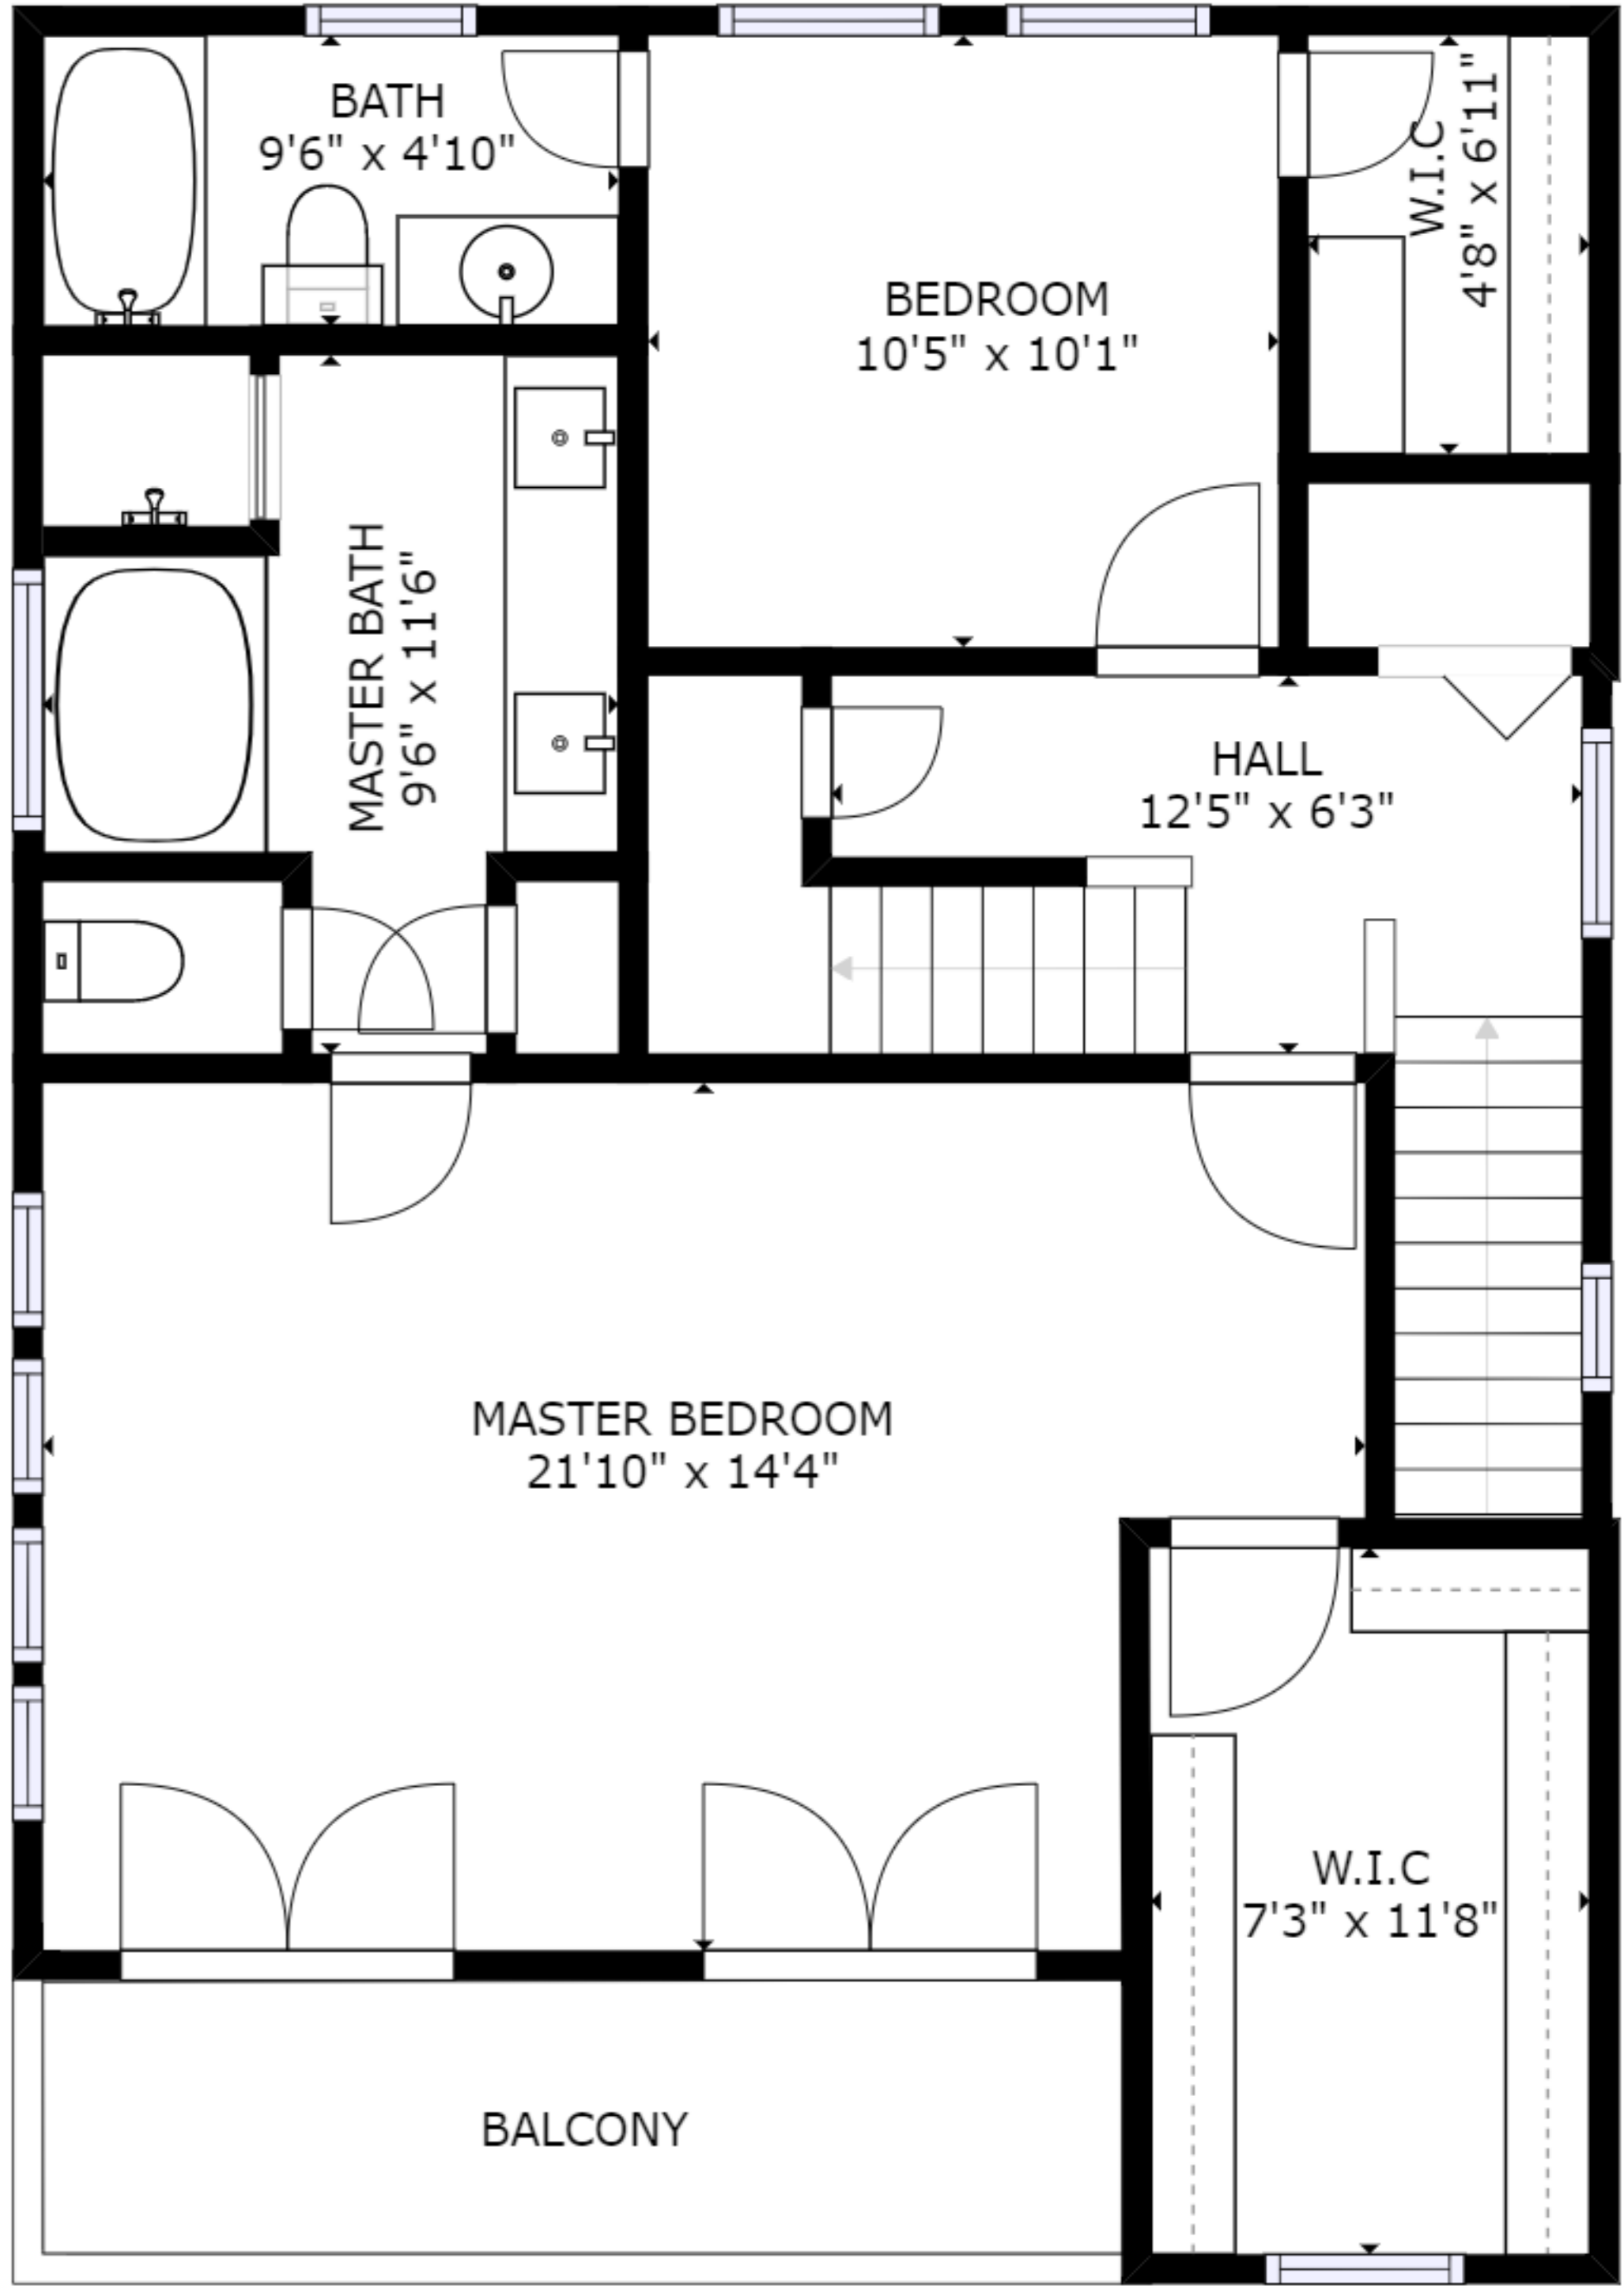 BATH
9'6" x 4'10"
W.I.C
4'8" x 6'11"
BEDROOM
10'5" x 10'1"
MASTER BATH
9'6" x 11'6"
HALL
12'5" x 6'3"
MASTER BEDROOM
21'10" x 14'4"
W.I.C
7'3" x 11'8"
BALCONY